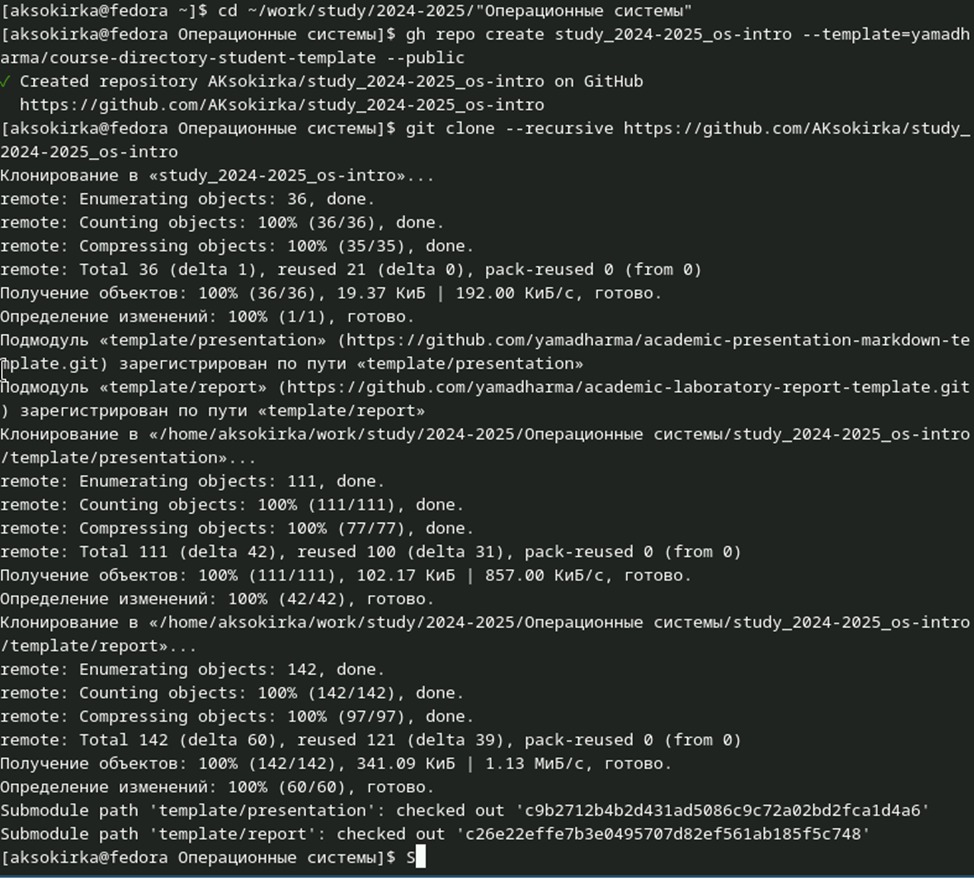 [aksokirka@fedora ~]$ cd ~/work/study/2024-2025/"Операционные системы"
[aksokirka@fedora Операционные системы]$ gh repo create study_2024-2025_os-intro --template=yamadh
arma/course-directory-student-template --public
✓ Created repository AKsokirka/study_2024-2025_os-intro on GitHub
  https://github.com/AKsokirka/study_2024-2025_os-intro
[aksokirka@fedora Операционные системы]$ git clone --recursive https://github.com/AKsokirka/study_
2024-2025_os-intro
Клонирование в «study_2024-2025_os-intro»...
remote: Enumerating objects: 36, done.
remote: Counting objects: 100% (36/36), done.
remote: Compressing objects: 100% (35/35), done.
remote: Total 36 (delta 1), reused 21 (delta 0), pack-reused 0 (from 0)
Получение объектов: 100% (36/36), 19.37 КиБ | 192.00 КиБ/с, готово.
Определение изменений: 100% (1/1), готово.
Подмодуль «template/presentation» (https://github.com/yamadharma/academic-presentation-markdown-te
mplate.git) зарегистрирован по пути «template/presentation»
Подмодуль «template/report» (https://github.com/yamadharma/academic-laboratory-report-template.git
) зарегистрирован по пути «template/report»
Клонирование в «/home/aksokirka/work/study/2024-2025/Операционные системы/study_2024-2025_os-intro
/template/presentation»...
remote: Enumerating objects: 111, done.
remote: Counting objects: 100% (111/111), done.
remote: Compressing objects: 100% (77/77), done.
remote: Total 111 (delta 42), reused 100 (delta 31), pack-reused 0 (from 0)
Получение объектов: 100% (111/111), 102.17 КиБ | 857.00 КиБ/с, готово.
Определение изменений: 100% (42/42), готово.
Клонирование в «/home/aksokirka/work/study/2024-2025/Операционные системы/study_2024-2025_os-intro
/template/report»...
remote: Enumerating objects: 142, done.
remote: Counting objects: 100% (142/142), done.
remote: Compressing objects: 100% (97/97), done.
remote: Total 142 (delta 60), reused 121 (delta 39), pack-reused 0 (from 0)
Получение объектов: 100% (142/142), 341.09 КиБ | 1.13 МиБ/с, готово.
Определение изменений: 100% (60/60), готово.
Submodule path 'template/presentation': checked out 'c9b2712b4b2d431ad5086c9c72a02bd2fca1d4a6'
Submodule path 'template/report': checked out 'c26e22effe7b3e0495707d82ef561ab185f5c748'
[aksokirka@fedora Операционные системы]$ S